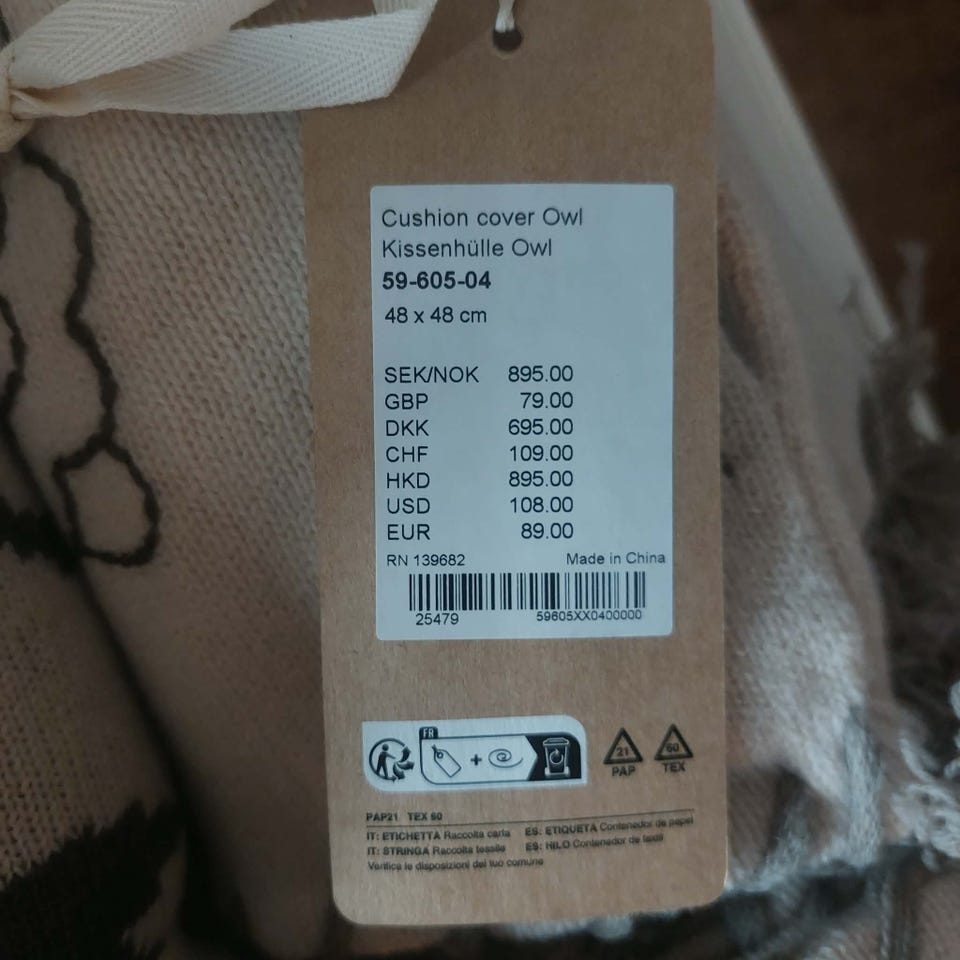 Cushion cover Owl
Kissenhülle Owl
59-605-04
48 x 48 cm
SEK/NOK 895.00
GBP 79.00
DKK 695.00
CHF 109.00
HKD 895.00
USD 108.00
EUR 89.00
RN 139682 Made in China
25479 59605XX0400000
FR
+
21 60
PAP TEX
PAP21 TEX 60
IT: ETICHETTA Raccolta carta ES: ETIQUETA Contenedor de papel
IT: STRINGA Raccolta tessile ES: HILO Contenedor de textil
Verifica le disposizioni del tuo comune